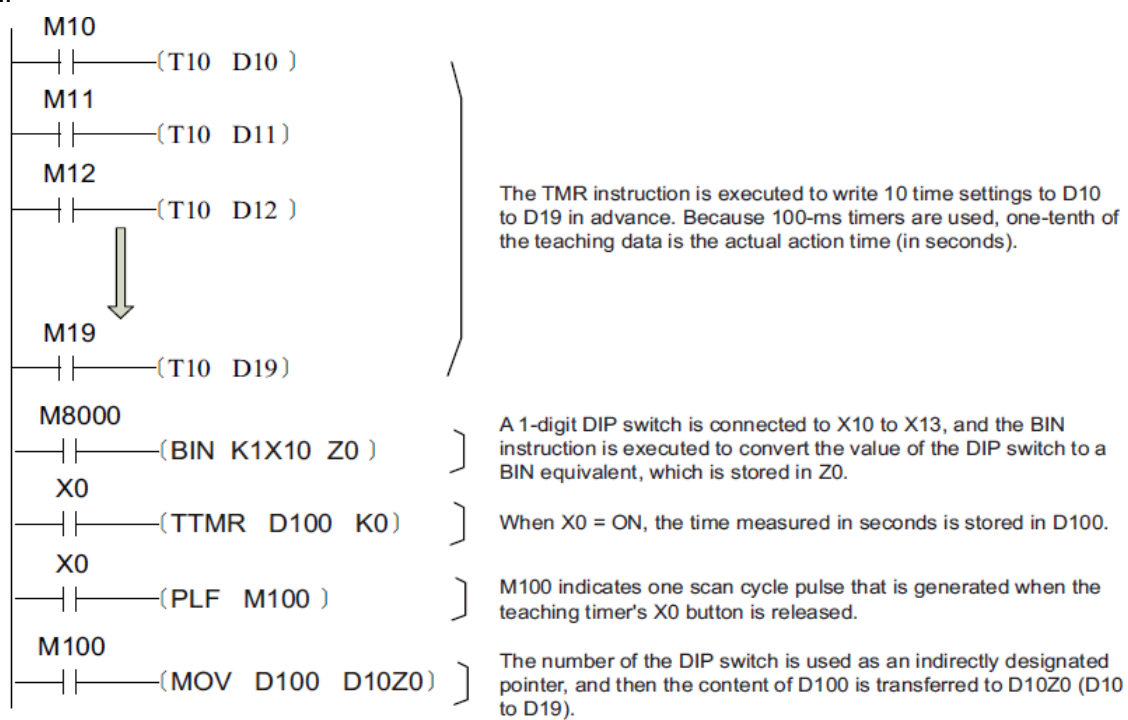 M10
(T10 D10 )
M11
(T10 D11)
M12
(T10 D12 )
The TMR instruction is executed to write 10 time settings to D10
to D19 in advance. Because 100-ms timers are used, one-tenth of
the teaching data is the actual action time (in seconds).
M19
(T10 D19)
M8000
(BIN K1X10 Z0 )
A 1-digit DIP switch is connected to X10 to X13, and the BIN
instruction is executed to convert the value of the DIP switch to a
BIN equivalent, which is stored in Z0.
X0
(TTMR D100 K0)
When X0 = ON, the time measured in seconds is stored in D100.
X0
(PLF M100 )
M100 indicates one scan cycle pulse that is generated when the
teaching timer's X0 button is released.
M100
(MOV D100 D10Z0)
The number of the DIP switch is used as an indirectly designated
pointer, and then the content of D100 is transferred to D10Z0 (D10
to D19).